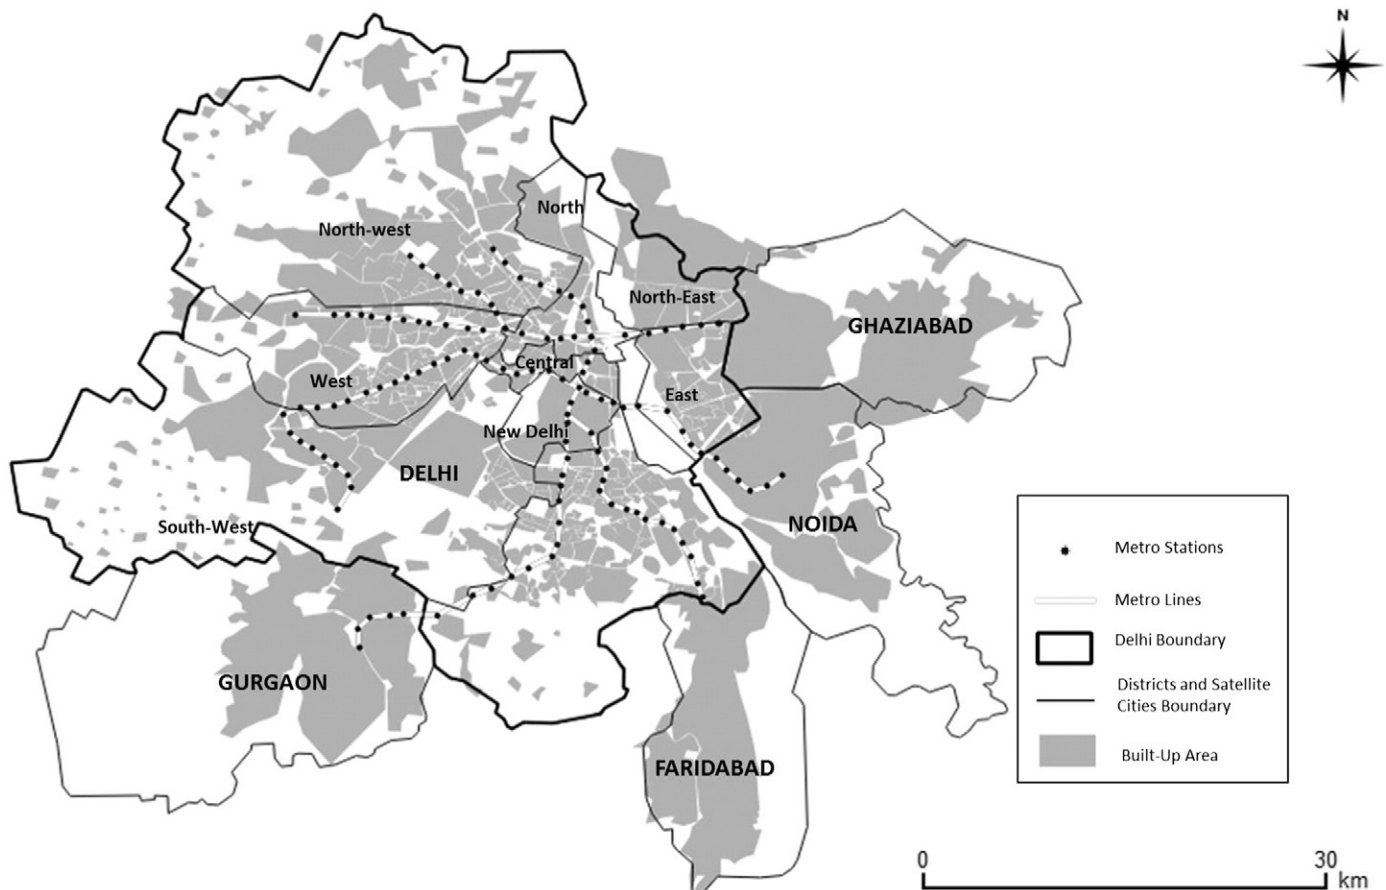 N
North
North-west
North-East
GHAZIABAD
Central
West
East
New Delhi
DELHI
South-West
NOIDA
GURGAON
FARIDABAD
Metro Stations
Metro Lines
Delhi Boundary
Districts and Satellite
Cities Boundary
Built-Up Area
0 30
km